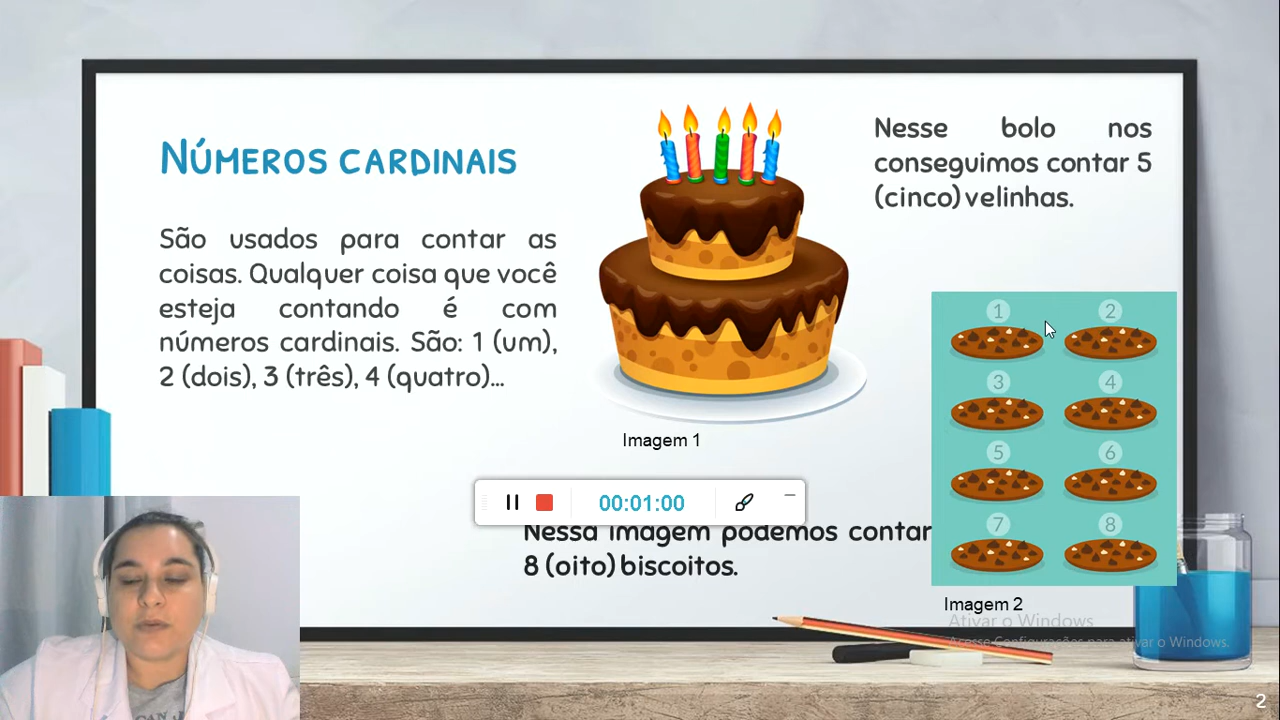 NÚMEROS CARDINAIS
São usados para contar as
coisas. Qualquer coisa que você
esteja contando é com
números cardinais. São: 1 (um),
2 (dois), 3 (três), 4 (quatro)...
Nesse bolo nos
conseguimos contar 5
(cinco) velinhas.
Imagem 1
1 2
3 4
5 6
7 8
00:01:00
Nessa imagem podemos contar
8 (oito) biscoitos.
Imagem 2
Ativar o Windows
Acesse Configurações para ativar o Windows.
2